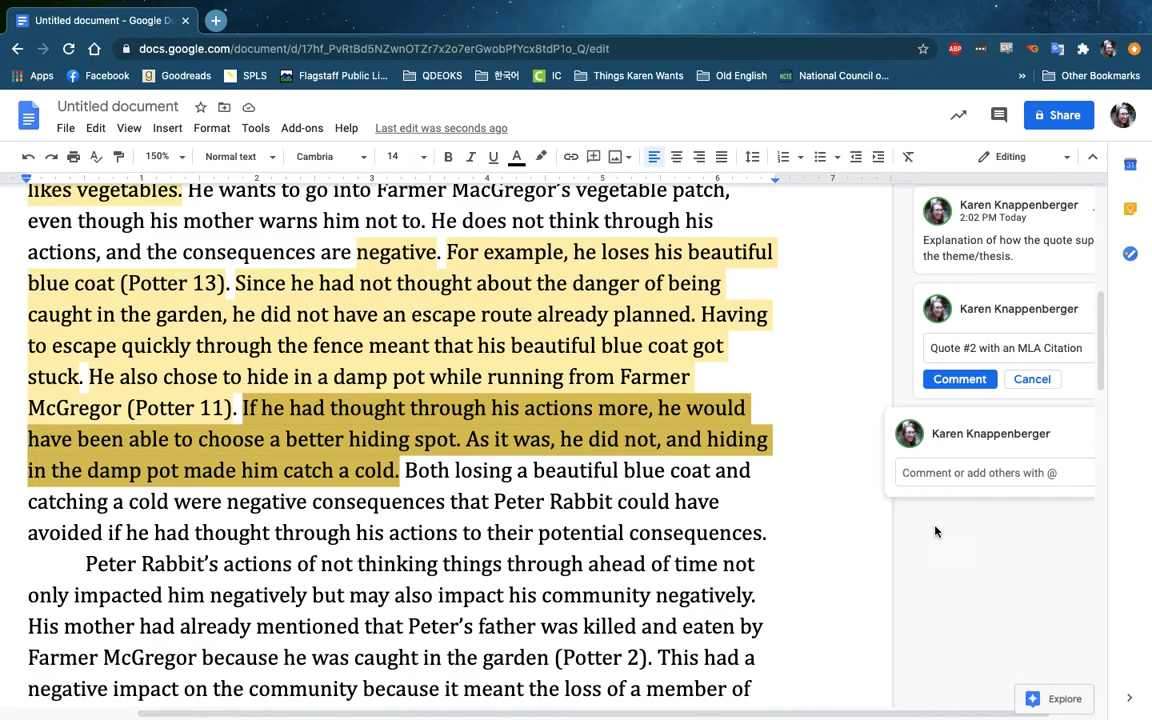 Untitled document - Google Do
docs.google.com/document/d/17hf_PvRtBd5NZwnOTZr7x2o7erGwobPfYcx8tdP1o_Q/edit
ABP
Apps
Facebook
Goodreads
SPLS
Flagstaff Public Li...
QDEOKS
한국어
IC
Things Karen Wants
Old English
National Council o...
»
Other Bookmarks
Untitled document
File Edit View Insert Format Tools Add-ons Help Last edit was seconds ago
Share
150% Normal text Cambria 14 B I U A Editing
1 2 3 4 5 6 7
likes vegetables. He wants to go into Farmer MacGregor's vegetable patch,
even though his mother warns him not to. He does not think through his
actions, and the consequences are negative. For example, he loses his beautiful
blue coat (Potter 13). Since he had not thought about the danger of being
caught in the garden, he did not have an escape route already planned. Having
to escape quickly through the fence meant that his beautiful blue coat got
stuck. He also chose to hide in a damp pot while running from Farmer
McGregor (Potter 11). If he had thought through his actions more, he would
have been able to choose a better hiding spot. As it was, he did not, and hiding
in the damp pot made him catch a cold. Both losing a beautiful blue coat and
catching a cold were negative consequences that Peter Rabbit could have
avoided if he had thought through his actions to their potential consequences.
Peter Rabbit's actions of not thinking things through ahead of time not
only impacted him negatively but may also impact his community negatively.
His mother had already mentioned that Peter's father was killed and eaten by
Farmer McGregor because he was caught in the garden (Potter 2). This had a
negative impact on the community because it meant the loss of a member of
Karen Knappenberger
2:02 PM Today
Explanation of how the quote sup
the theme/thesis.
Karen Knappenberger
Quote #2 with an MLA Citation
Comment Cancel
Karen Knappenberger
Comment or add others with @
Explore